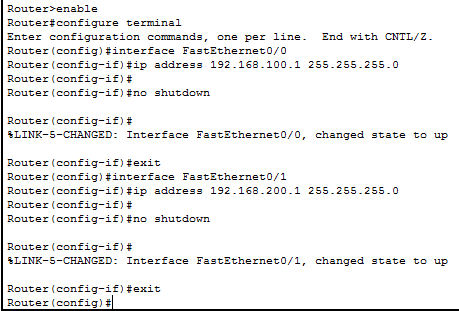 Router>enable
Router#configure terminal
Enter configuration commands, one per line.  End with CNTL/Z.
Router(config)#interface FastEthernet0/0
Router(config-if)#ip address 192.168.100.1 255.255.255.0
Router(config-if)#
Router(config-if)#no shutdown
Router(config-if)#
%LINK-5-CHANGED: Interface FastEthernet0/0, changed state to up
Router(config-if)#exit
Router(config)#interface FastEthernet0/1
Router(config-if)#ip address 192.168.200.1 255.255.255.0
Router(config-if)#
Router(config-if)#no shutdown
Router(config-if)#
%LINK-5-CHANGED: Interface FastEthernet0/1, changed state to up
Router(config-if)#exit
Router(config)#